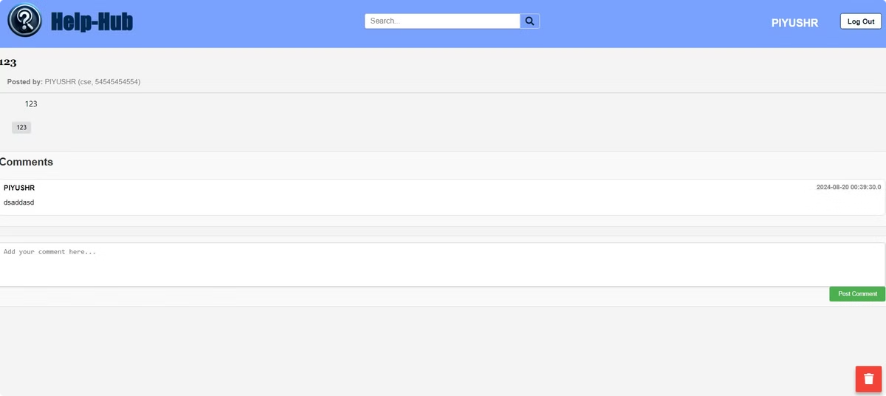 Help-Hub
Search...
PIYUSHR
Log Out
123
Posted by: PIYUSHR (cse, 54545454554)
123
123
Comments
PIYUSHR
2024-08-20 00:39:30.0
dsaddasd
Add your comment here...
Post Comment